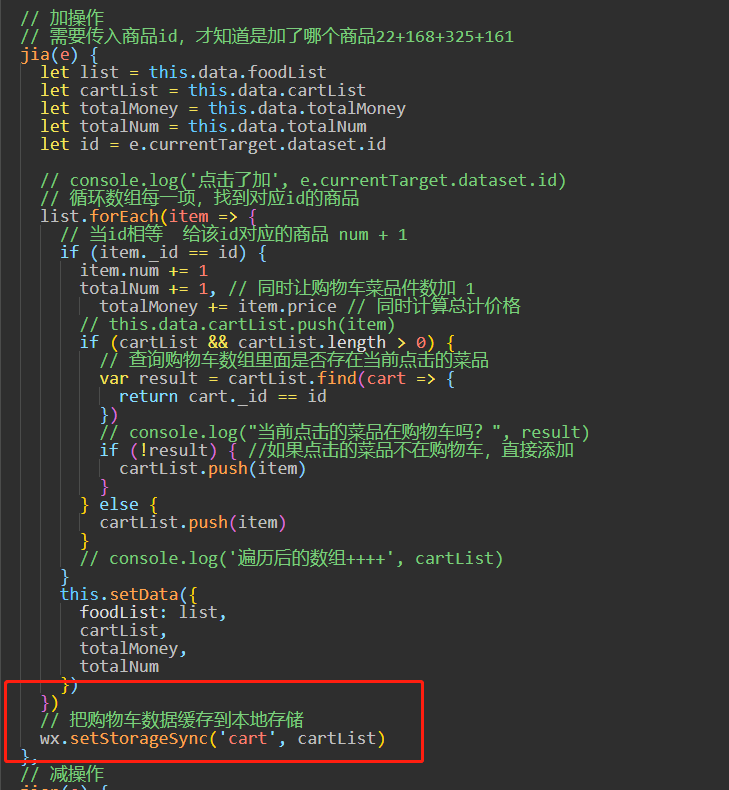 // 加操作
// 需要传入商品id，才知道是加了哪个商品22+168+325+161
jia(e) {
let list = this.data.foodList
let cartList = this.data.cartList
let totalMoney = this.data.totalMoney
let totalNum = this.data.totalNum
let id = e.currentTarget.dataset.id
// console.log('点击了加', e.currentTarget.dataset.id)
// 循环数组每一项，找到对应id的商品
list.forEach(item => {
// 当id相等  给该id对应的商品 num + 1
if (item._id == id) {
item.num += 1
totalNum += 1, // 同时让购物车菜品件数加 1
totalMoney += item.price // 同时计算总计价格
// this.data.cartList.push(item)
if (cartList && cartList.length > 0) {
// 查询购物车数组里面是否存在当前点击的菜品
var result = cartList.find(cart => {
return cart._id == id
})
// console.log("当前点击的菜品在购物车吗？", result)
if (!result) { //如果点击的菜品不在购物车，直接添加
cartList.push(item)
}
} else {
cartList.push(item)
}
// console.log('遍历后的数组++++', cartList)
}
this.setData({
foodList: list,
cartList,
totalMoney,
totalNum
})
})
// 把购物车数据缓存到本地存储
wx.setStorageSync('cart', cartList)
},
// 减操作